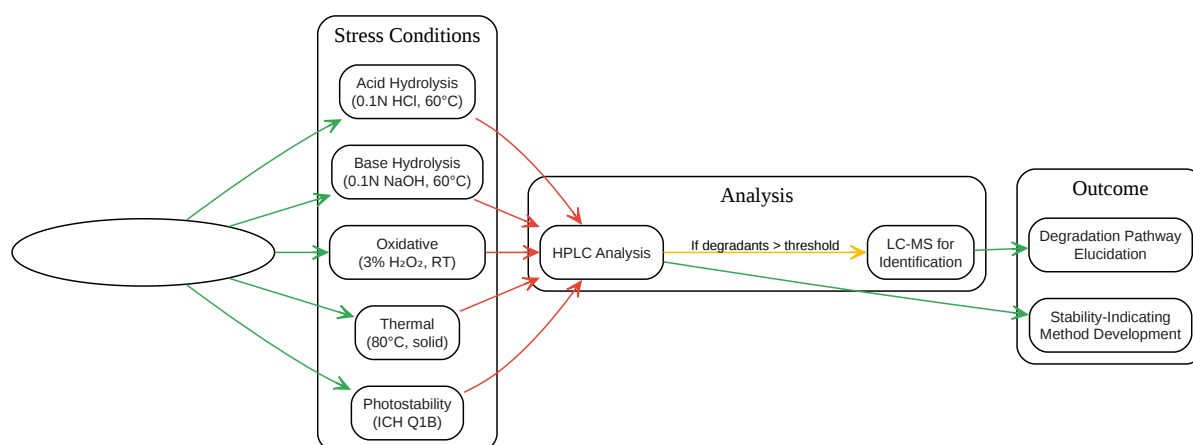 Stress Conditions
Acid Hydrolysis
(0.1N HCl, 60°C)
Base Hydrolysis
(0.1N NaOH, 60°C)
Oxidative
(3% H₂O₂, RT)
Thermal
(80°C, solid)
Photostability
(ICH Q1B)
Analysis
HPLC Analysis
If degradants > threshold
LC-MS for
Identification
Outcome
Degradation Pathway
Elucidation
Stability-Indicating
Method Development